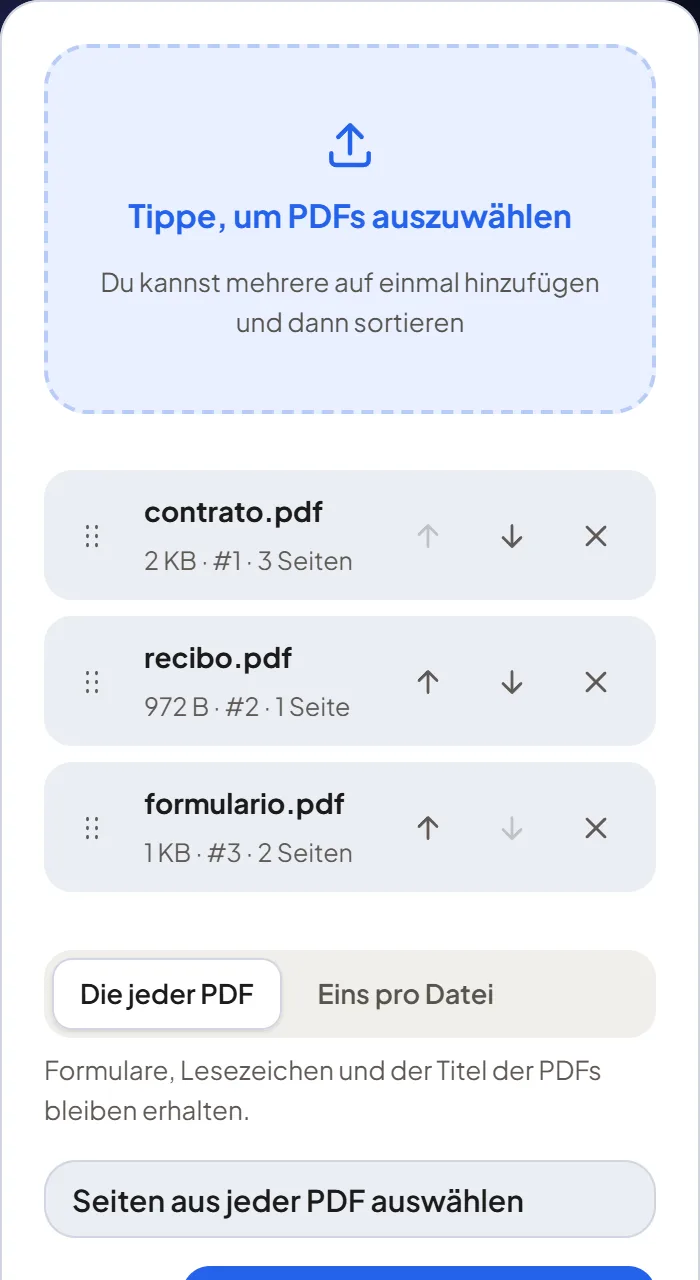 Tippe, um PDFs auszuwählen
Du kannst mehrere auf einmal hinzufügen
und dann sortieren
contrato.pdf
2 KB · #1 · 3 Seiten
recibo.pdf
972 B · #2 · 1 Seite
formulario.pdf
1 KB · #3 · 2 Seiten
Die jeder PDF
Eins pro Datei
Formulare, Lesezeichen und der Titel der PDFs
bleiben erhalten.
Seiten aus jeder PDF auswählen